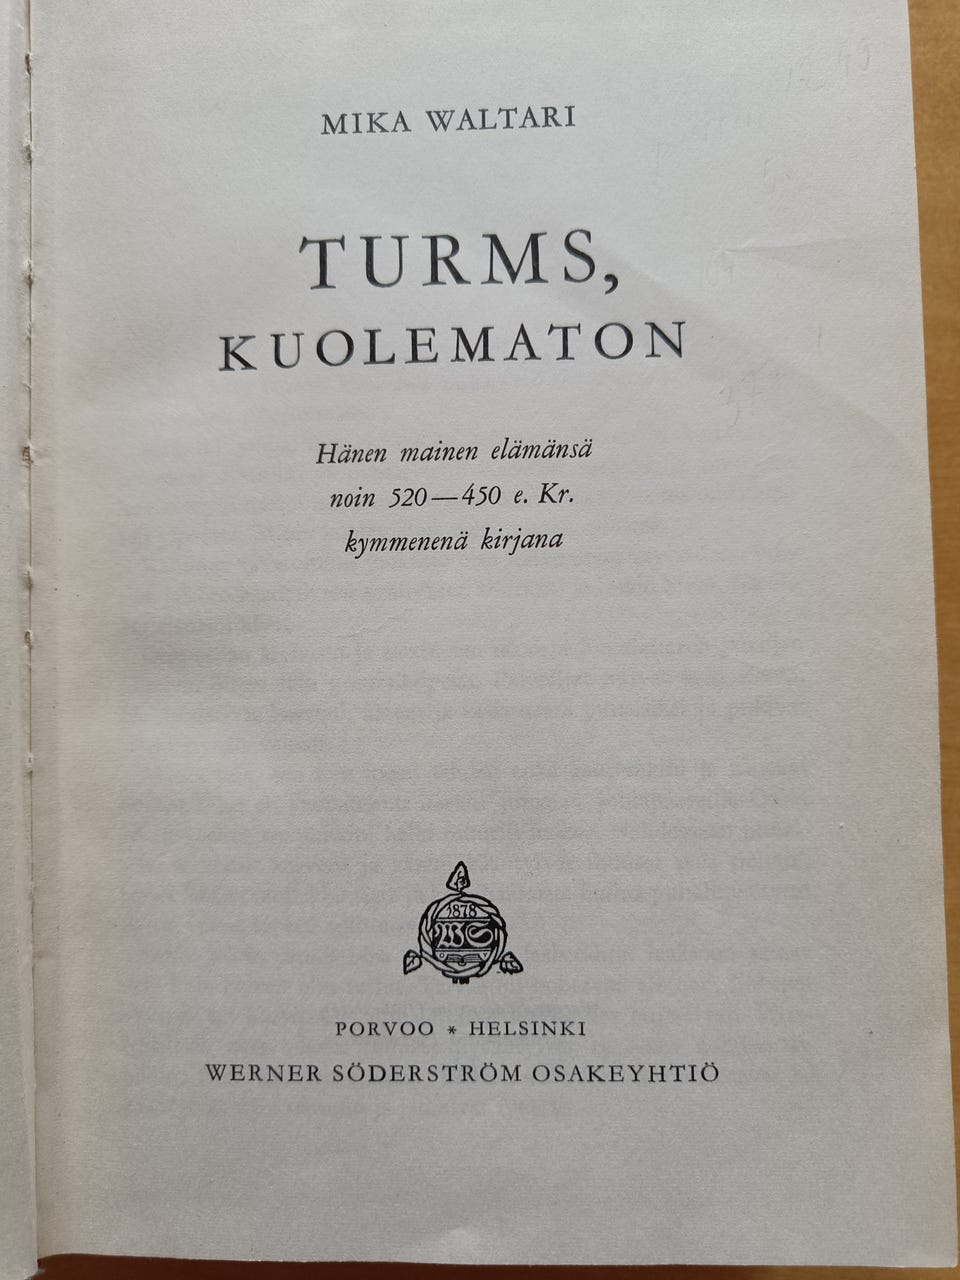 MIKA WALTARI
TURMS,
KUOLEMATON
Hänen mainen elämänsä
noin 520—450 e. Kr.
kymmenenä kirjana
1878
WS
PORVOO * HELSINKI
WERNER SÖDERSTRÖM OSAKEYHTIÖ